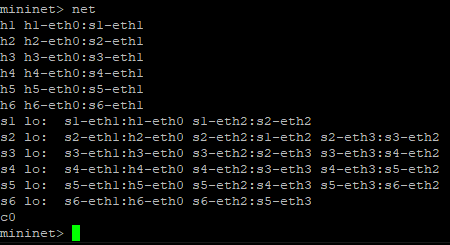 mininet> net
h1 h1-eth0:s1-eth1
h2 h2-eth0:s2-eth1
h3 h3-eth0:s3-eth1
h4 h4-eth0:s4-eth1
h5 h5-eth0:s5-eth1
h6 h6-eth0:s6-eth1
s1 lo:  s1-eth1:h1-eth0 s1-eth2:s2-eth2
s2 lo:  s2-eth1:h2-eth0 s2-eth2:s1-eth2 s2-eth3:s3-eth2
s3 lo:  s3-eth1:h3-eth0 s3-eth2:s2-eth3 s3-eth3:s4-eth2
s4 lo:  s4-eth1:h4-eth0 s4-eth2:s3-eth3 s4-eth3:s5-eth2
s5 lo:  s5-eth1:h5-eth0 s5-eth2:s4-eth3 s5-eth3:s6-eth2
s6 lo:  s6-eth1:h6-eth0 s6-eth2:s5-eth3
c0
mininet>